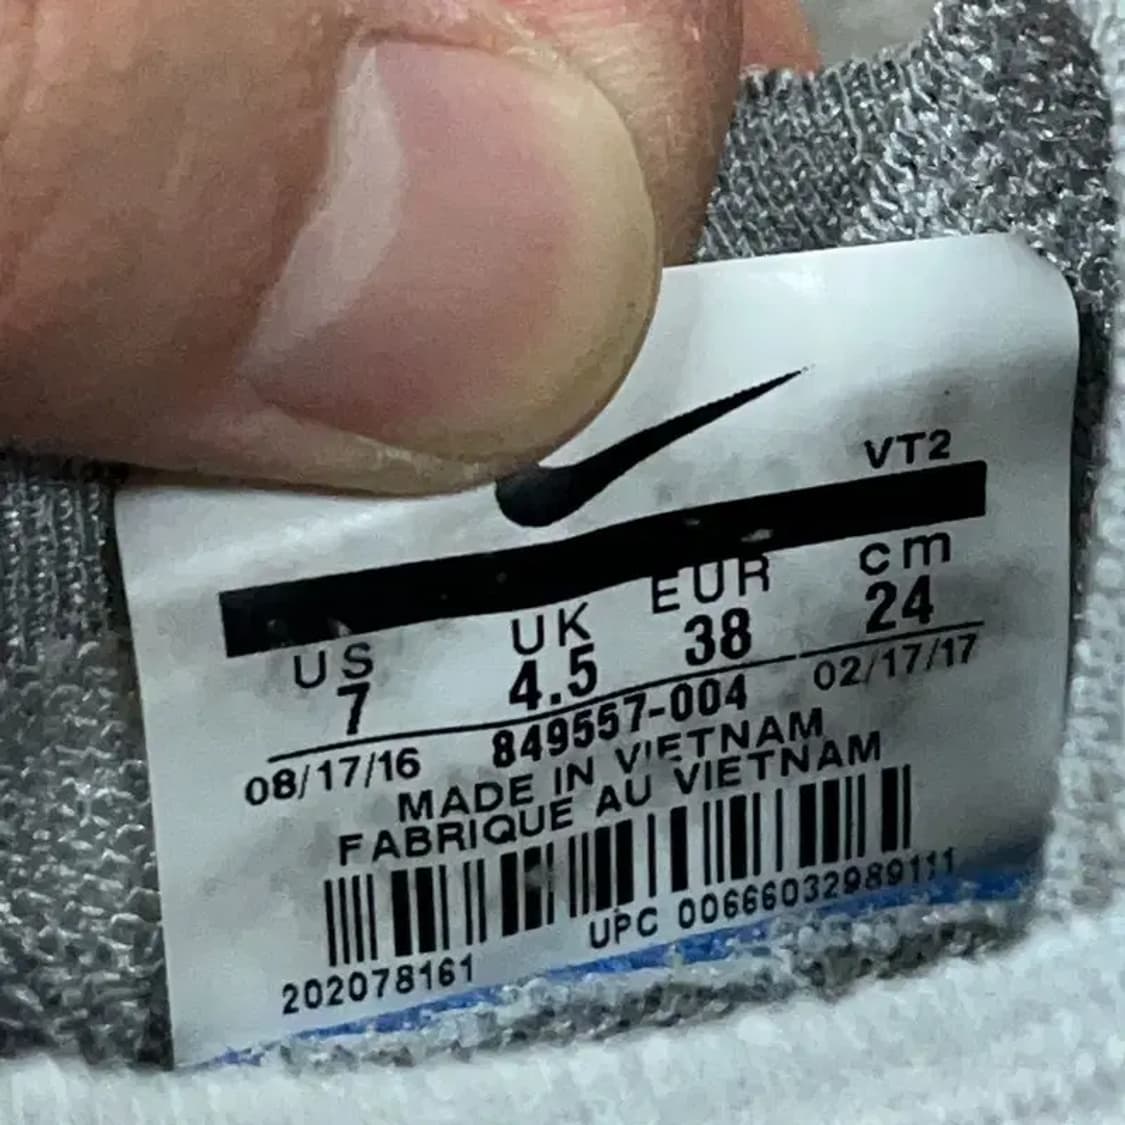 VT2
US UK EUR cm
7 4.5 38 24
08/17/16 849557-004 02/17/17
MADE IN VIETNAM
FABRIQUE AU VIETNAM
UPC 00666032989111
202078161